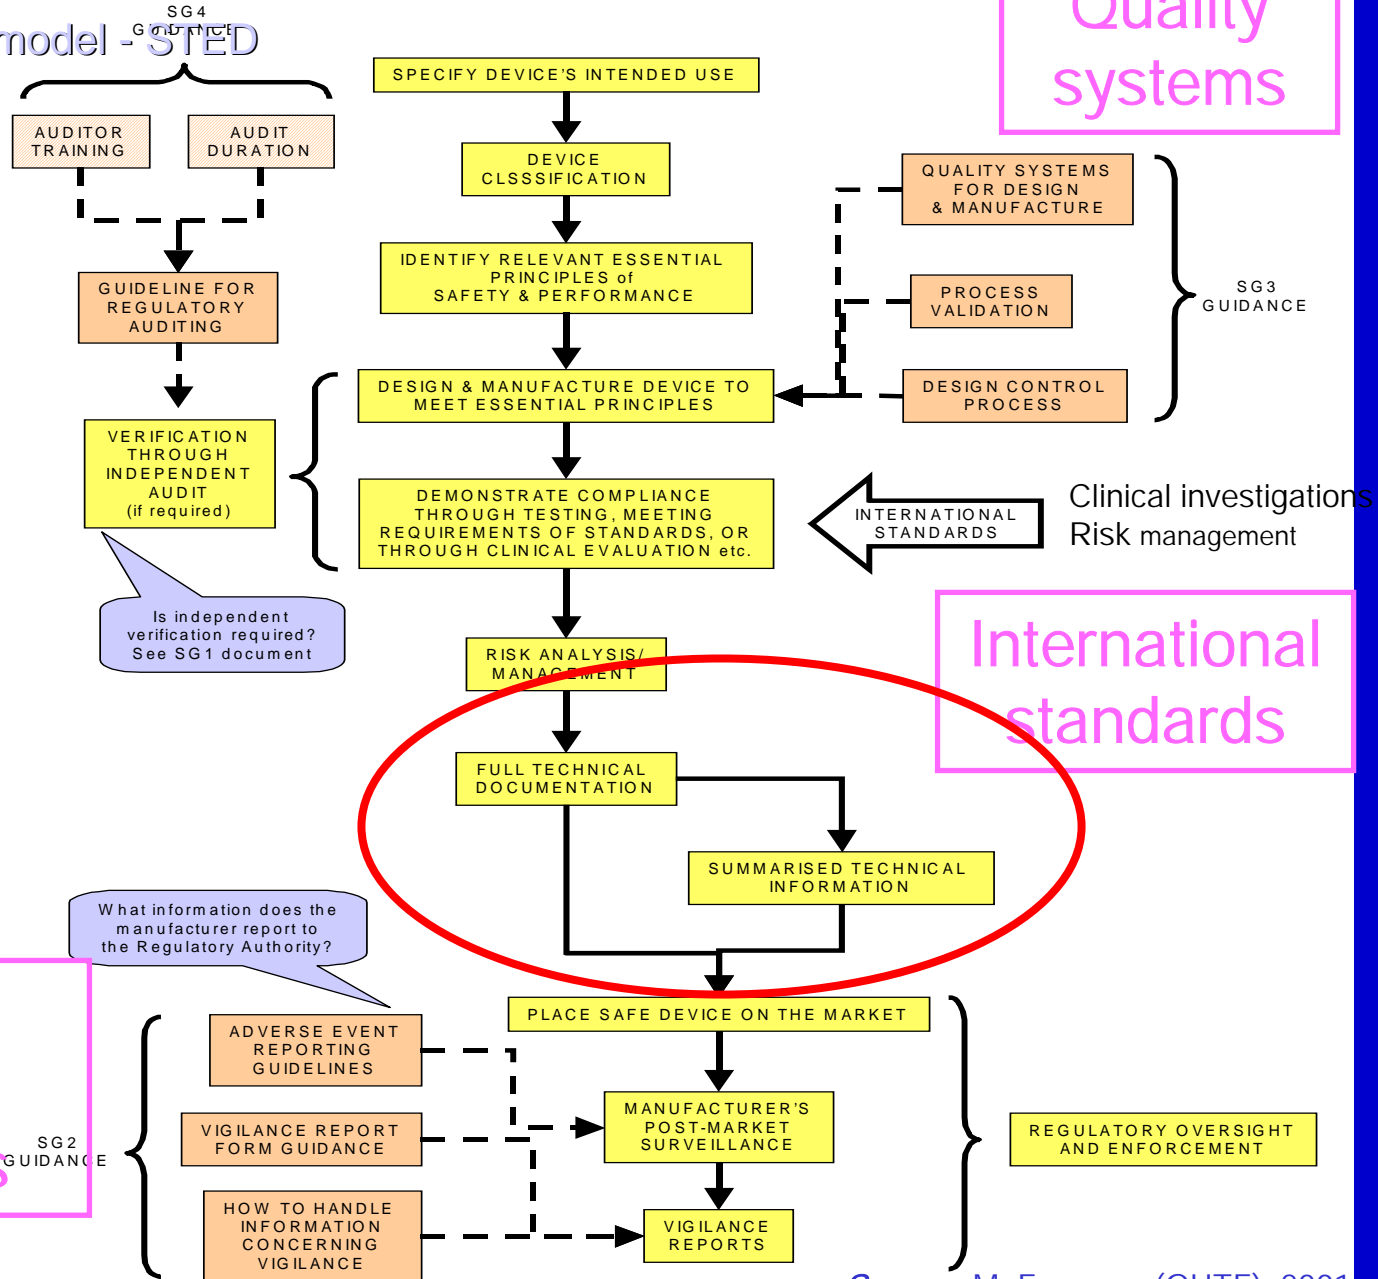 SG4
GUIDANCE
model - STED
Quality
systems
SPECIFY DEVICE'S INTENDED USE
AUDITOR
TRAINING
AUDIT
DURATION
DEVICE
CLSSSIFICATION
QUALITY SYSTEMS
FOR DESIGN
& MANUFACTURE
IDENTIFY RELEVANT ESSENTIAL
PRINCIPLES of
SAFETY & PERFORMANCE
GUIDELINE FOR
REGULATORY
AUDITING
PROCESS
VALIDATION
SG3
GUIDANCE
DESIGN & MANUFACTURE DEVICE TO
MEET ESSENTIAL PRINCIPLES
DESIGN CONTROL
PROCESS
VERIFICATION
THROUGH
INDEPENDENT
AUDIT
(if required)
DEMONSTRATE COMPLIANCE
THROUGH TESTING, MEETING
REQUIREMENTS OF STANDARDS, OR
THROUGH CLINICAL EVALUATION etc.
INTERNATIONAL
STANDARDS
Clinical investigations
Risk management
Is independent
verification required?
See SG1 document
International
standards
RISK ANALYSIS/
MANAGEMENT
FULL TECHNICAL
DOCUMENTATION
SUMMARISED TECHNICAL
INFORMATION
What information does the
manufacturer report to
the Regulatory Authority?
PLACE SAFE DEVICE ON THE MARKET
ADVERSE EVENT
REPORTING
GUIDELINES
MANUFACTURER'S
POST-MARKET
SURVEILLANCE
VIGILANCE REPORT
FORM GUIDANCE
REGULATORY OVERSIGHT
AND ENFORCEMENT
SG2
GUIDANCE
s
HOW TO HANDLE
INFORMATION
CONCERNING
VIGILANCE
VIGILANCE
REPORTS